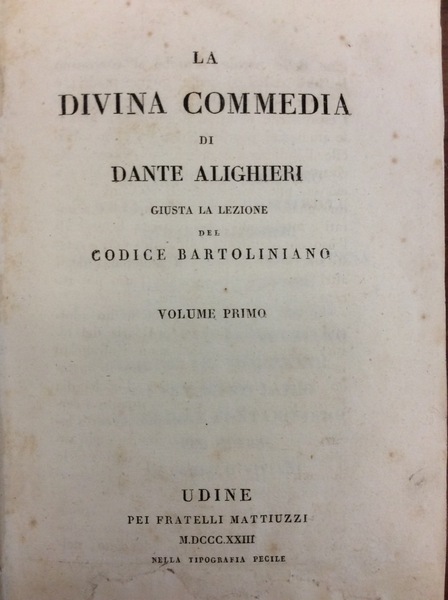 LA
DIVINA COMMEDIA
DI
DANTE ALIGHIERI
GIUSTA LA LEZIONE
DEL
CODICE BARTOLINIANO
VOLUME PRIMO
UDINE
PEI FRATELLI MATTIUZZI
M.DCCC.XXIII
NELLA TIPOGRAFIA PECILE